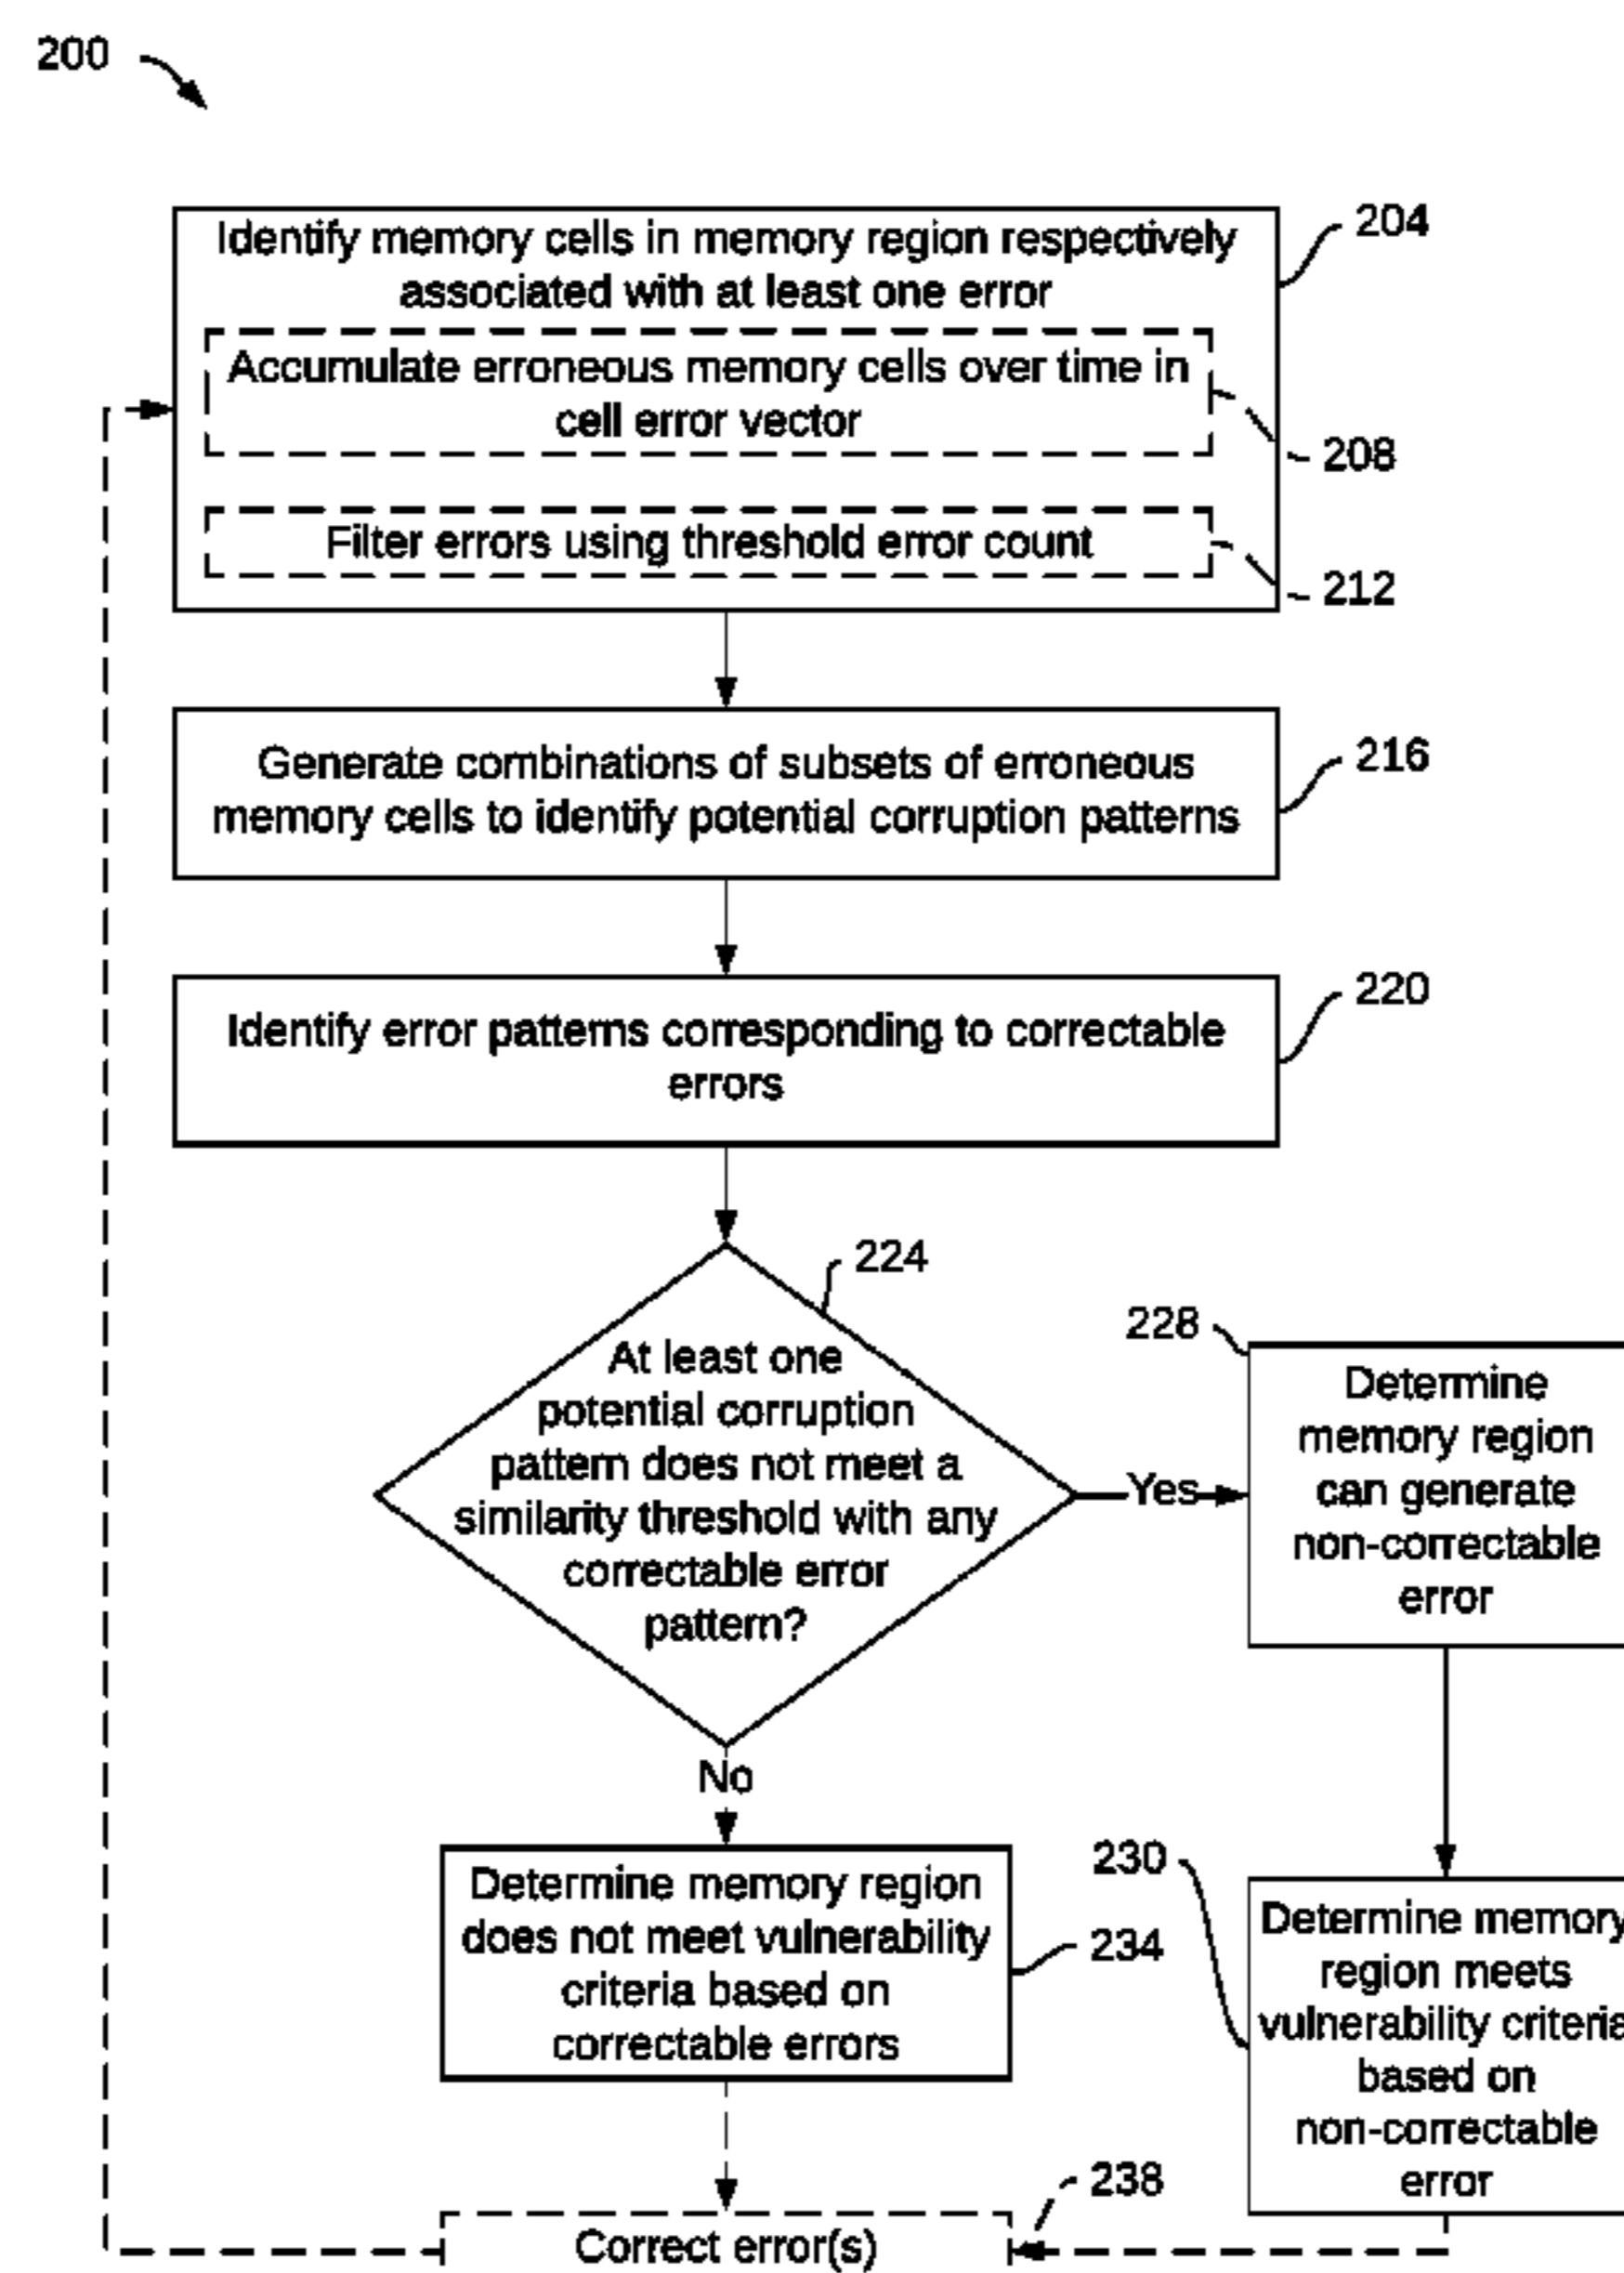 200
204
Identify memory cells in memory region respectively
associated with at least one error
Accumulate erroneous memory cells over time in
cell error vector
208
Filter errors using threshold error count
212
216
Generate combinations of subsets of erroneous
memory cells to identify potential corruption patterns
220
Identify error patterns corresponding to correctable
errors
224
At least one
potential corruption
pattern does not meet a
similarity threshold with any
correctable error
pattern?
Yes
228
Determine
memory region
can generate
non-correctable
error
No
Determine memory region
does not meet vulnerability
criteria based on
correctable errors
234
230
Determine memory
region meets
vulnerability criteria
based on
non-correctable
error
238
Correct error(s)